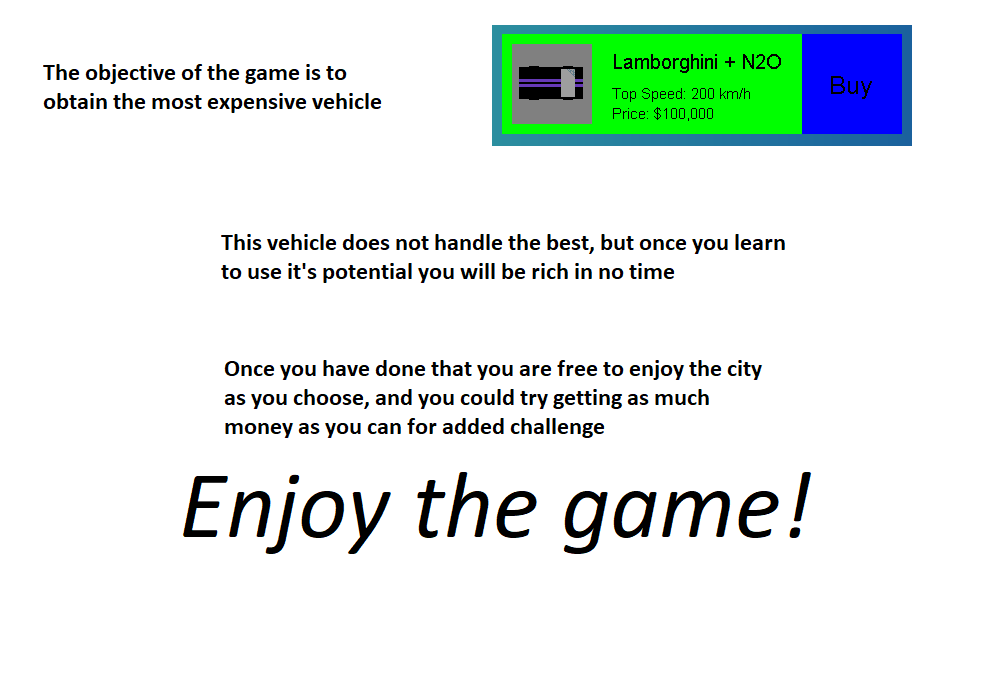 The objective of the game is to
obtain the most expensive vehicle
Lamborghini + N2O
Top Speed: 200 km/h
Price: $100,000
Buy
This vehicle does not handle the best, but once you learn
to use it's potential you will be rich in no time
Once you have done that you are free to enjoy the city
as you choose, and you could try getting as much
money as you can for added challenge
Enjoy the game!